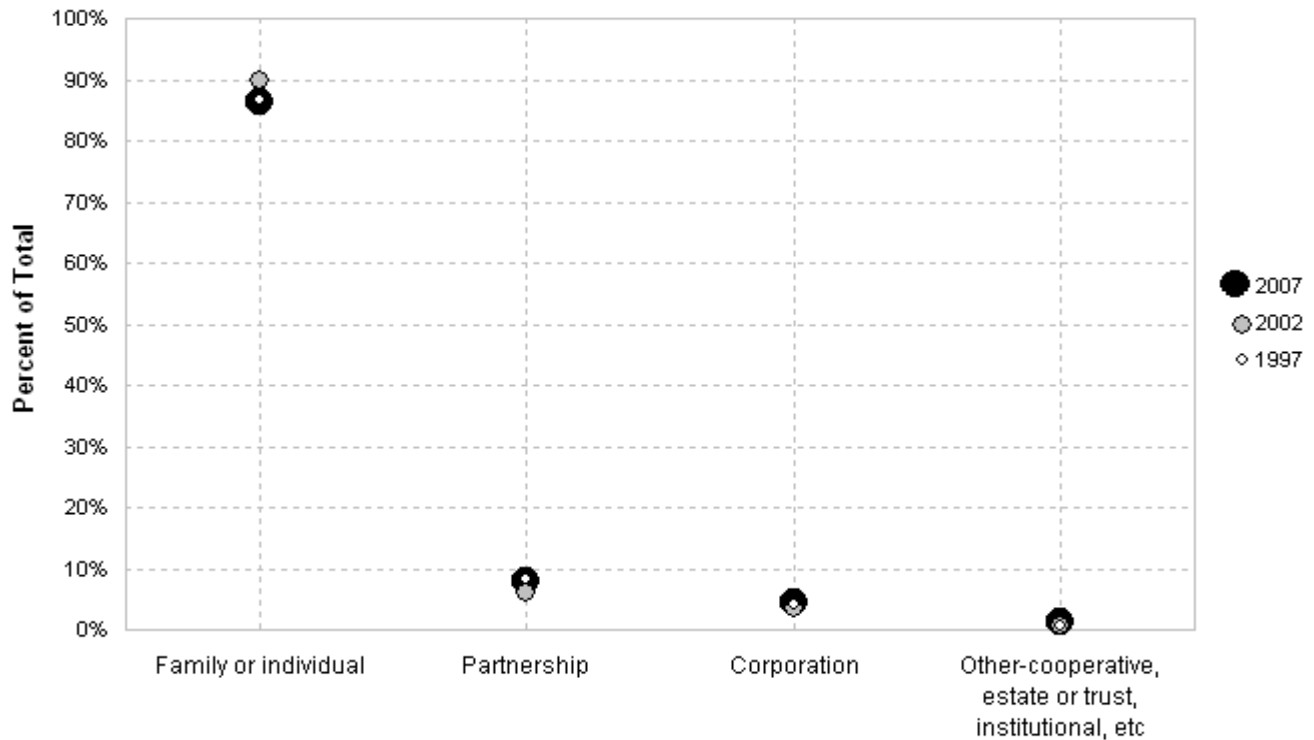 100%
90%
80%
70%
60%
50%
40%
30%
20%
10%
0%
Percent of Total
Family or individual
Partnership
Corporation
Other-cooperative,
estate or trust,
institutional, etc
2007
2002
1997